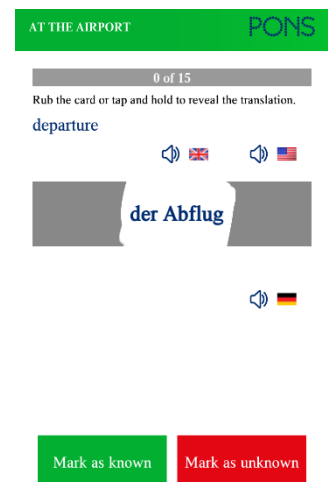 AT THE AIRPORT PONS
0 of 15
Rub the card or tap and hold to reveal the translation.
departure
der Abflug
Mark as known Mark as unknown